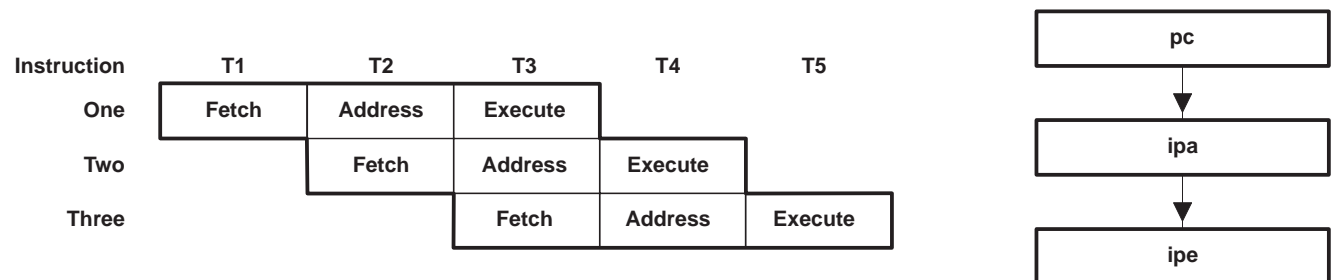 Instruction T1 T2 T3 T4 T5
One Fetch Address Execute
Two Fetch Address Execute
Three Fetch Address Execute
pc
ipa
ipe